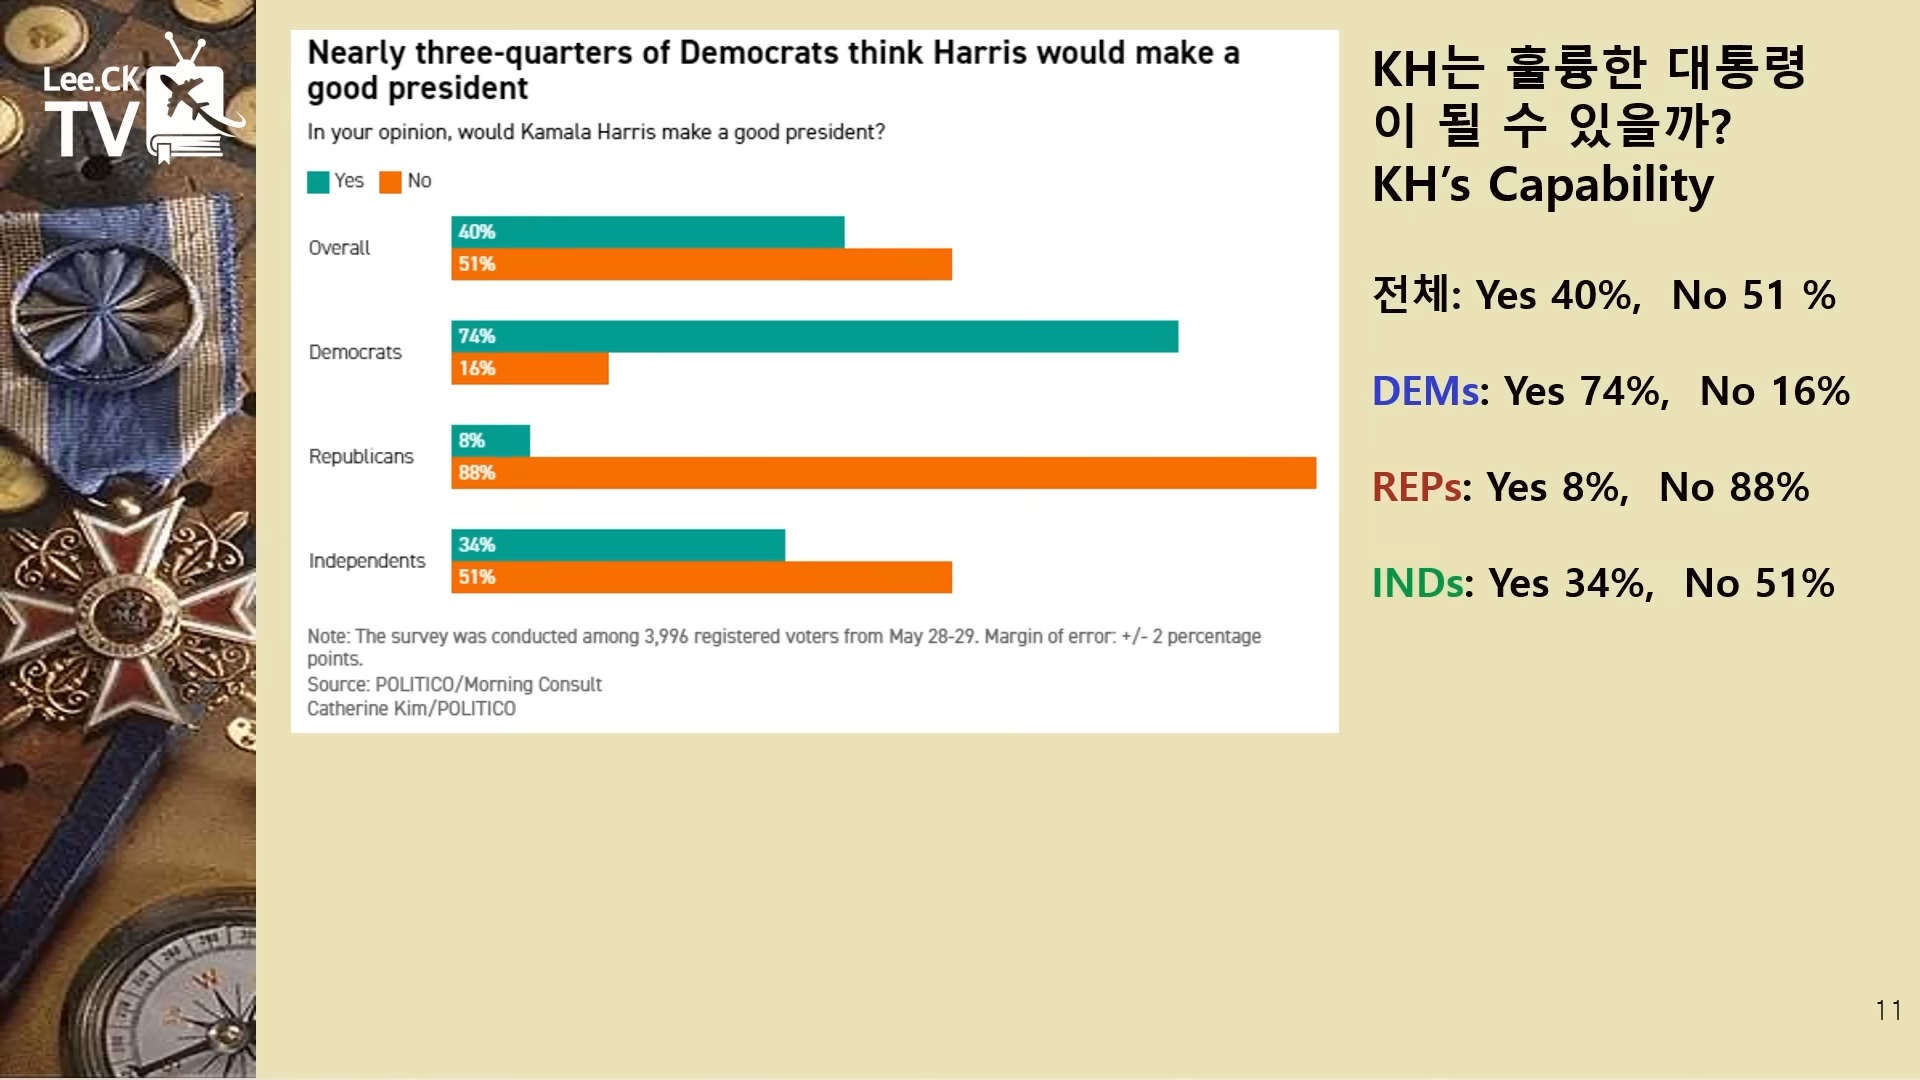 Lee.CK
TV
Nearly three-quarters of Democrats think Harris would make a
good president
In your opinion, would Kamala Harris make a good president?
Yes No
Overall
40%
51%
Democrats
74%
16%
Republicans
8%
88%
Independents
34%
51%
Note: The survey was conducted among 3,996 registered voters from May 28-29. Margin of error: +/- 2 percentage
points.
Source: POLITICO/Morning Consult
Catherine Kim/POLITICO
KH는 훌륭한 대통령
이 될 수 있을까?
KH's Capability
전체: Yes 40%, No 51 %
DEMs: Yes 74%, No 16%
REPs: Yes 8%, No 88%
INDs: Yes 34%, No 51%
W
11